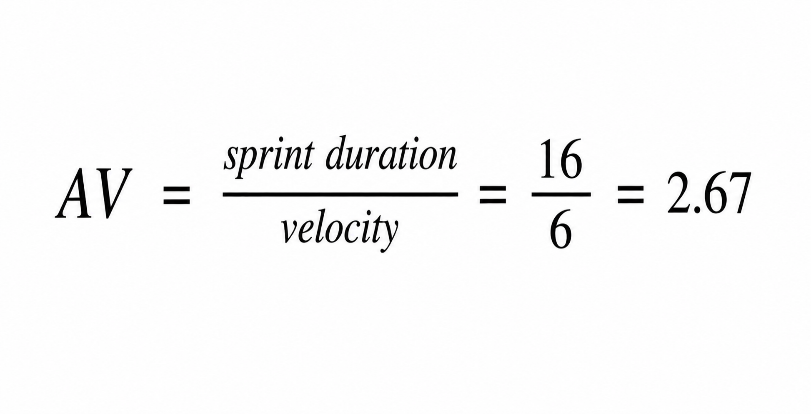 AV = sprint duration / velocity = 16 / 6 = 2.67